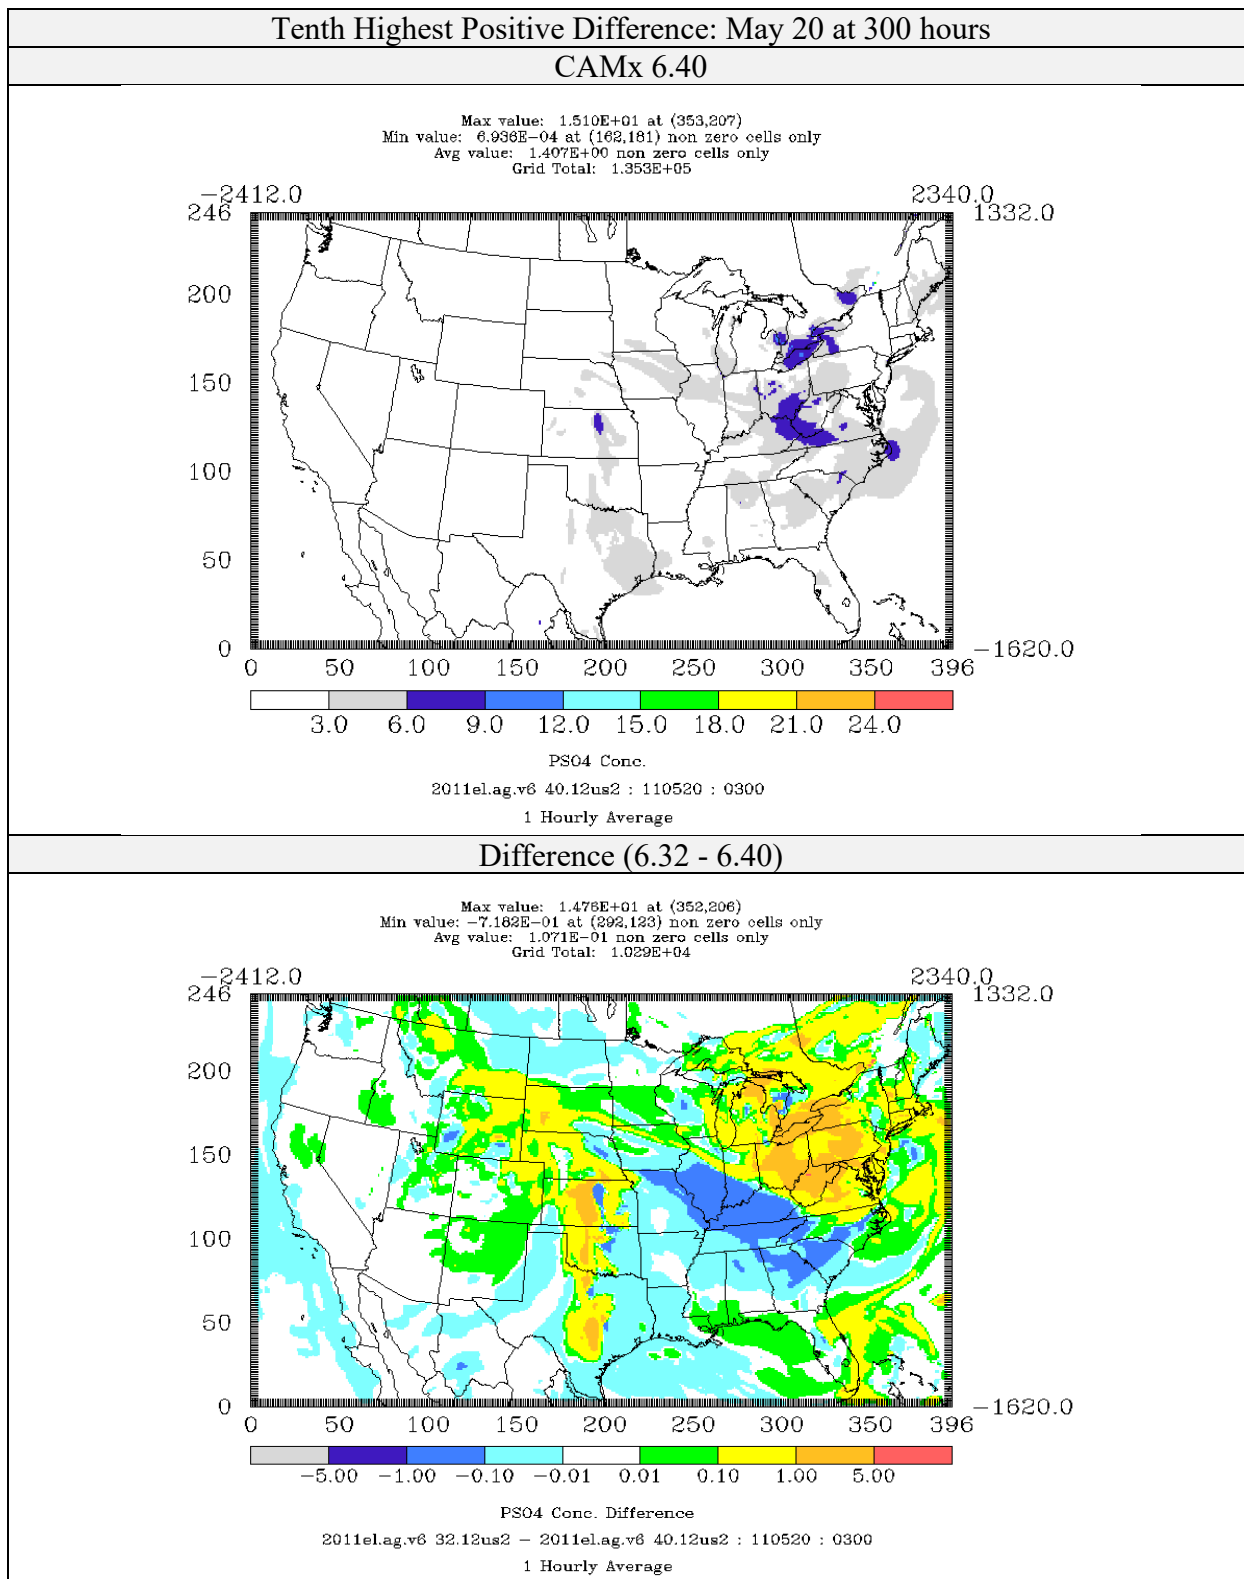 Tenth Highest Positive Difference: May 20 at 300 hours
CAMx 6.40
Max value: 1.510E+01 at (353,207)
Min value: 6.936E-04 at (162,181) non zero cells only
Avg value: 1.407E+00 non zero cells only
Grid Total: 1.353E+05
-2412.0 2340.0
246 1332.0
200
150
100
50
0 -1620.0
0 50 100 150 200 250 300 350 396
3.0 6.0 9.0 12.0 15.0 18.0 21.0 24.0
PSO4 Conc.
2011el.ag.v6 40.12us2 : 110520 : 0300
1 Hourly Average
Difference (6.32 - 6.40)
Max value: 1.476E+01 at (352,206)
Min value: -7.182E-01 at (292,123) non zero cells only
Avg value: 1.071E-01 non zero cells only
Grid Total: 1.029E+04
-2412.0 2340.0
246 1332.0
200
150
100
50
0 -1620.0
0 50 100 150 200 250 300 350 396
-5.00 -1.00 -0.10 -0.01 0.01 0.10 1.00 5.00
PSO4 Conc. Difference
2011el.ag.v6 32.12us2 - 2011el.ag.v6 40.12us2 : 110520 : 0300
1 Hourly Average